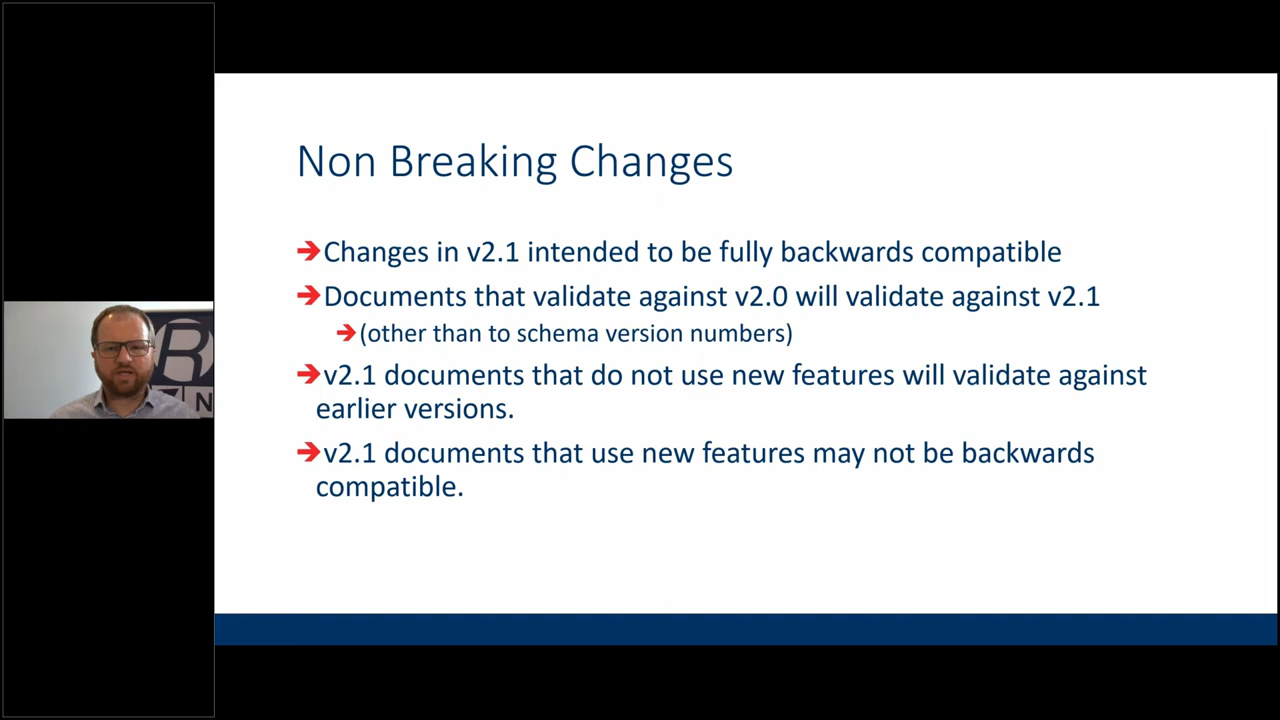 Non Breaking Changes
➔Changes in v2.1 intended to be fully backwards compatible
➔Documents that validate against v2.0 will validate against v2.1
➔(other than to schema version numbers)
➔v2.1 documents that do not use new features will validate against
earlier versions.
➔v2.1 documents that use new features may not be backwards
compatible.
R
N